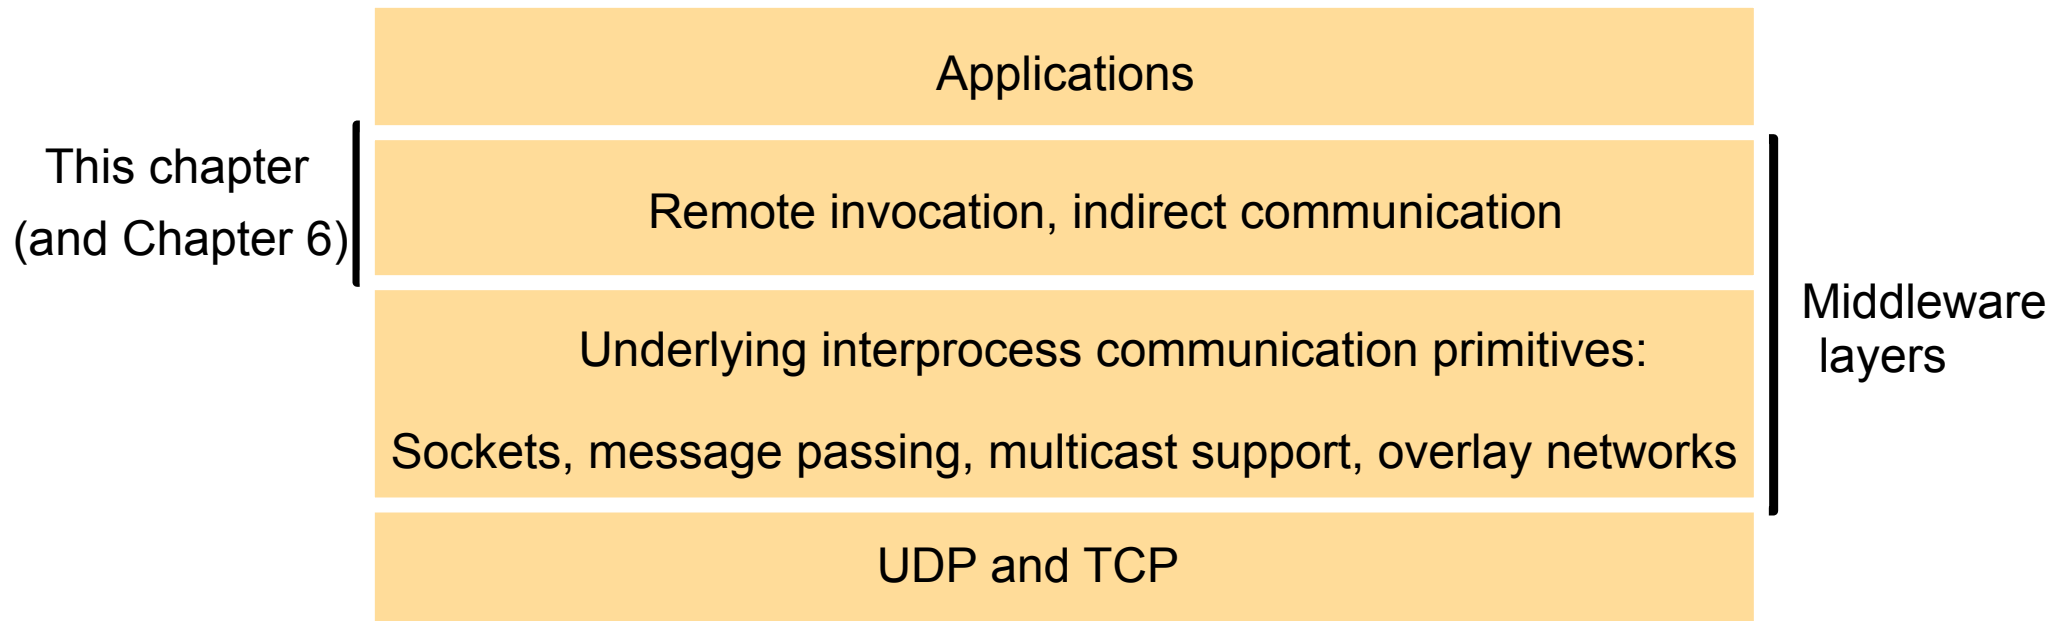 Applications
This chapter
(and Chapter 6)
Remote invocation, indirect communication
Underlying interprocess communication primitives:
Sockets, message passing, multicast support, overlay networks
Middleware
layers
UDP and TCP